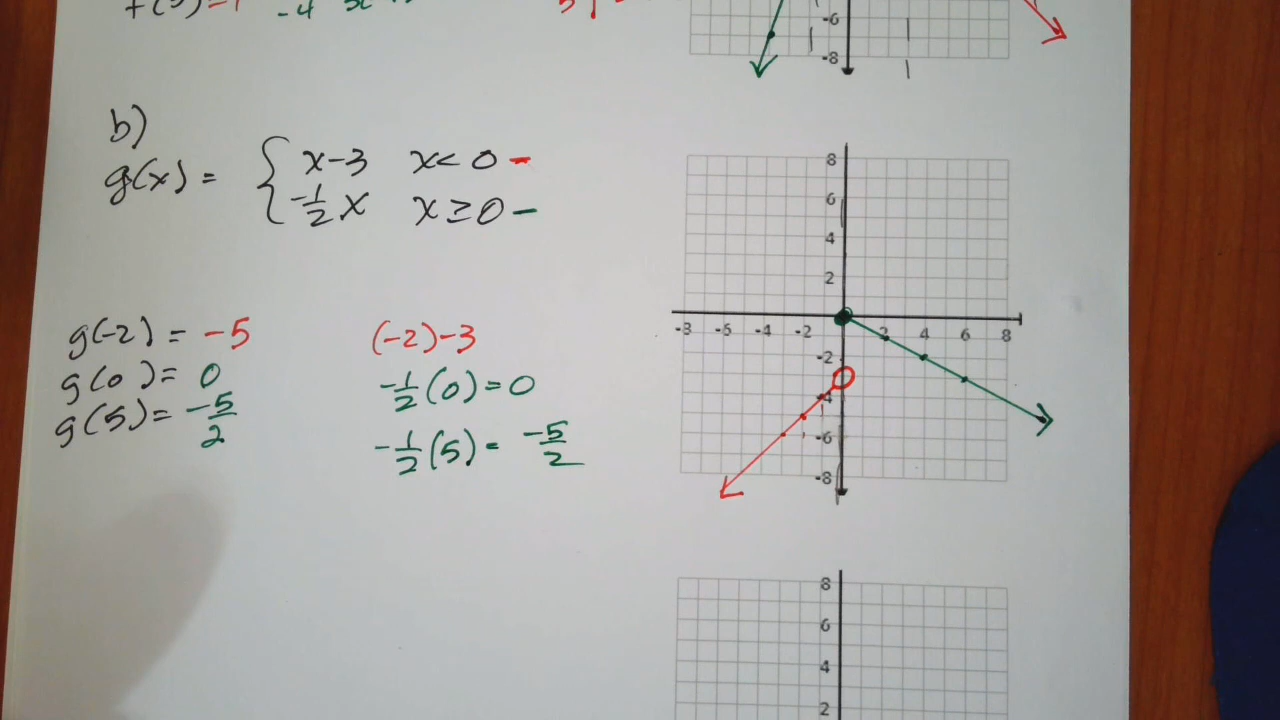 -4
-6
-8
b)
g(x) = { x-3 x< 0 -
-1/2 x x ≥ 0 -
g(-2) = -5 (-2)-3
g(0) = 0 -1/2(0) = 0
g(5) = -5/2 -1/2(5) = -5/2
8
6
4
2
-8 -5 -4 -2 2 4 6 8
-2
-4
-6
-8
8
6
4
2